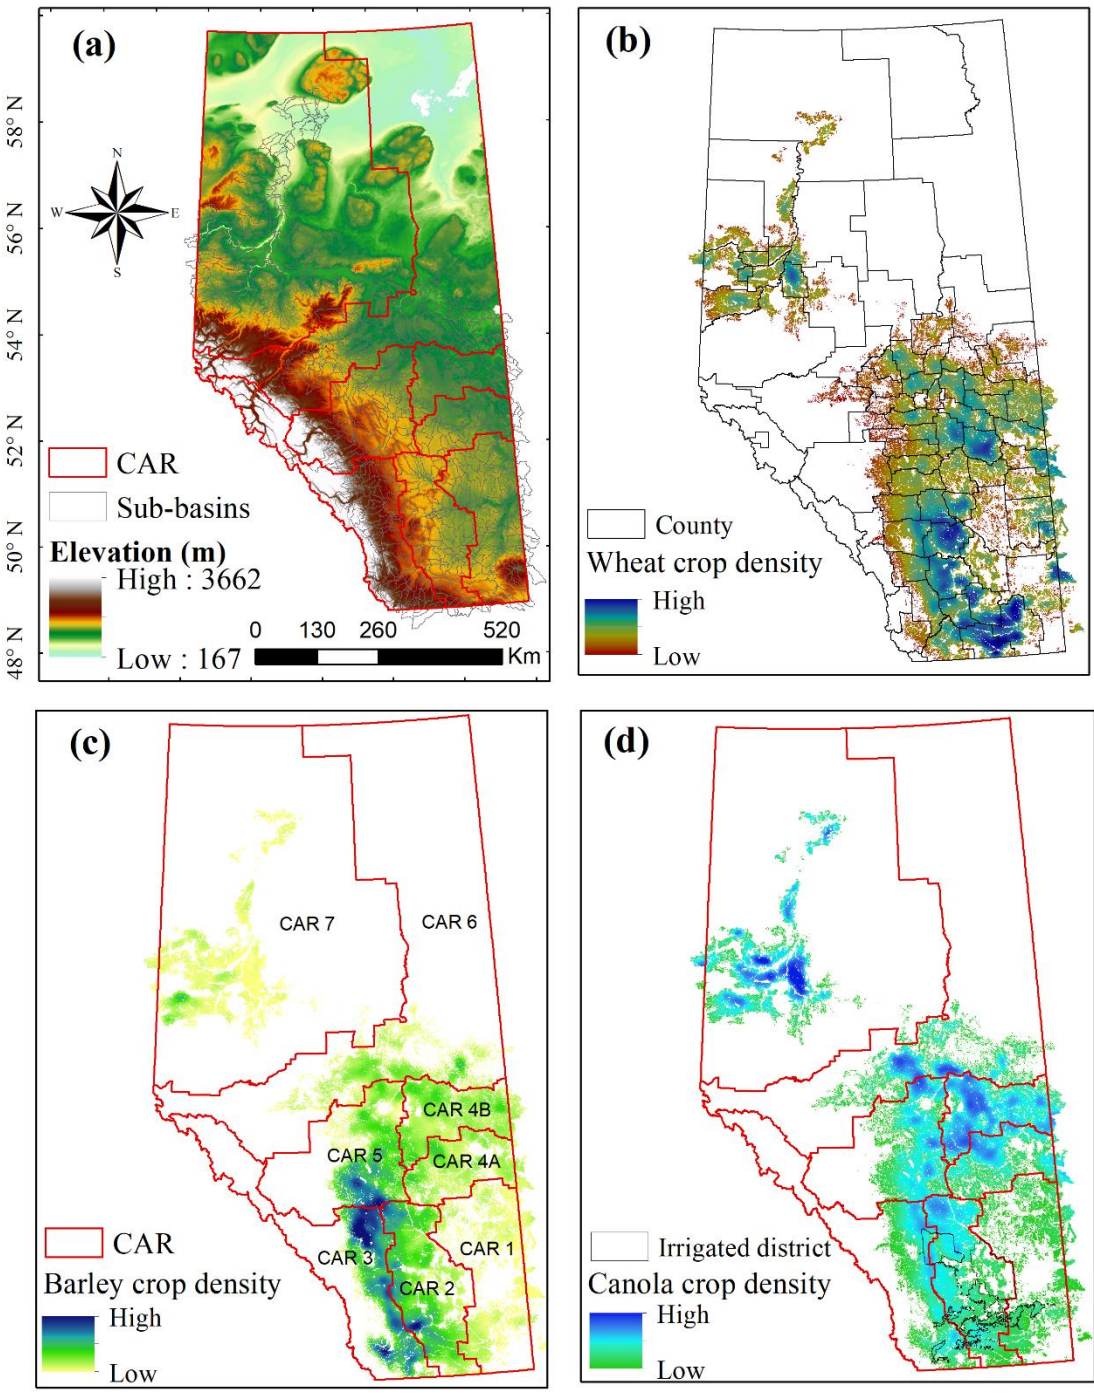 (a)
58° N
56° N
54° N
52° N
50° N
48° N
N
W E
S
CAR
Sub-basins
Elevation (m)
High : 3662
Low : 167
0 130 260 520
Km
(b)
County
Wheat crop density
High
Low
(c)
CAR 7
CAR 6
CAR 4B
CAR 5
CAR 4A
CAR 3
CAR 1
CAR 2
CAR
Barley crop density
High
Low
(d)
Irrigated district
Canola crop density
High
Low